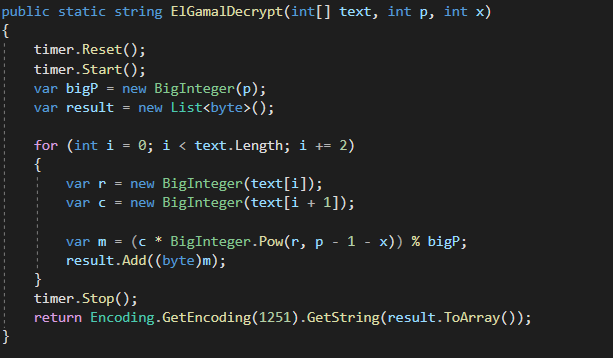 public static string ElGamalDecrypt(int[] text, int p, int x)
{
    timer.Reset();
    timer.Start();
    var bigP = new BigInteger(p);
    var result = new List<byte>();

    for (int i = 0; i < text.Length; i += 2)
    {
        var r = new BigInteger(text[i]);
        var c = new BigInteger(text[i + 1]);

        var m = (c * BigInteger.Pow(r, p - 1 - x)) % bigP;
        result.Add((byte)m);
    }
    timer.Stop();
    return Encoding.GetEncoding(1251).GetString(result.ToArray());
}